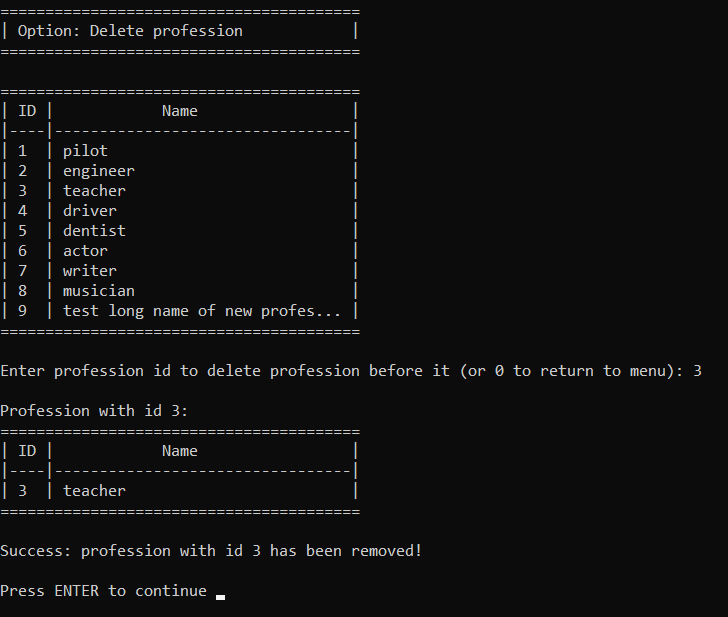 ========================================
| Option: Delete profession            |
========================================
========================================
| ID |            Name                 |
|----|---------------------------------|
| 1  | pilot                           |
| 2  | engineer                        |
| 3  | teacher                         |
| 4  | driver                          |
| 5  | dentist                         |
| 6  | actor                           |
| 7  | writer                          |
| 8  | musician                        |
| 9  | test long name of new profes... |
========================================
Enter profession id to delete profession before it (or 0 to return to menu): 3
Profession with id 3:
========================================
| ID |            Name                 |
|----|---------------------------------|
| 3  | teacher                         |
========================================
Success: profession with id 3 has been removed!
Press ENTER to continue